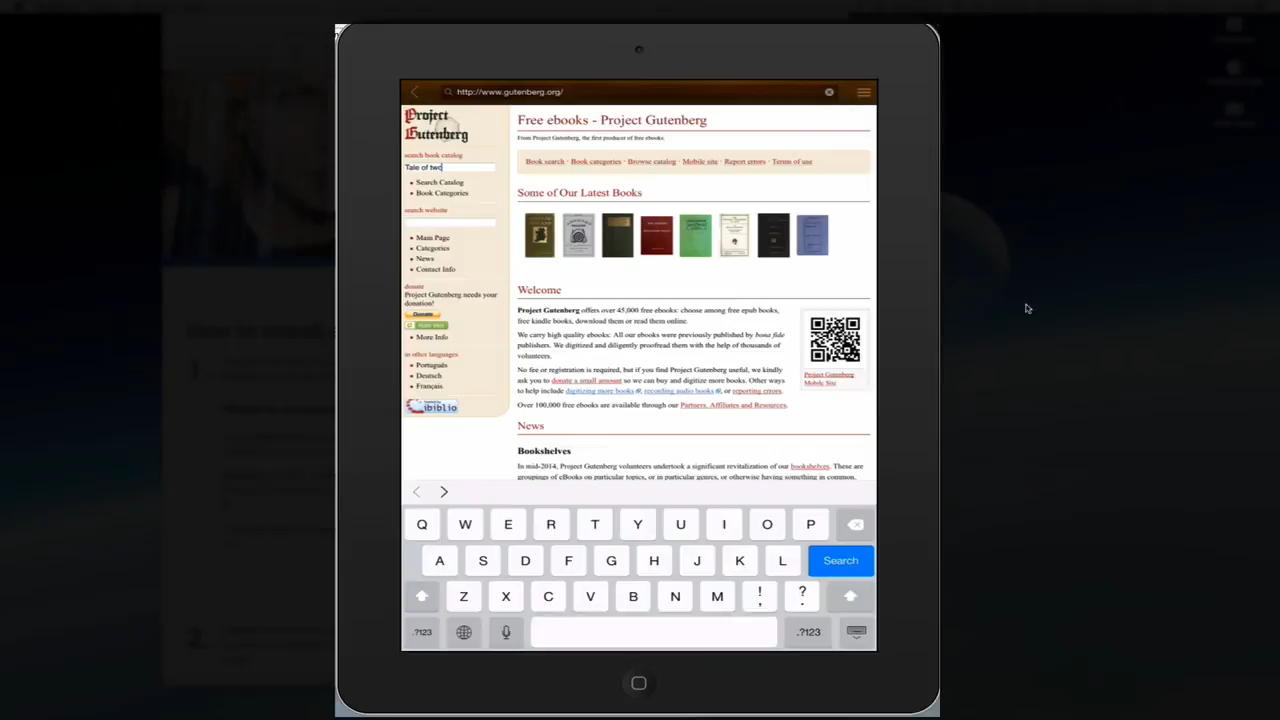 http://www.gutenberg.org/
Project
Gutenberg
search book catalog
Tale of two
Search Catalog
Book Categories
search website
Main Page
Categories
News
Contact Info
donate
Project Gutenberg needs your
donation!
Donate
More Info
in other languages
Português
Deutsch
Français
ibiblio
Free ebooks - Project Gutenberg
From Project Gutenberg, the first producer of free ebooks.
Book search · Book categories · Browse catalog · Mobile site · Report errors · Terms of use
Some of Our Latest Books
Welcome
Project Gutenberg offers over 45,000 free ebooks: choose among free epub books,
free kindle books, download them or read them online.
We carry high quality ebooks: All our ebooks were previously published by bona fide
publishers. We digitized and diligently proofread them with the help of thousands of
volunteers.
No fee or registration is required, but if you find Project Gutenberg useful, we kindly
ask you to donate a small amount so we can buy and digitize more books. Other ways
to help include digitizing more books, recording audio books, or reporting errors.
Over 100,000 free ebooks are available through our Partners, Affiliates and Resources.
Project Gutenberg
Mobile Site
News
Bookshelves
In mid-2014, Project Gutenberg volunteers undertook a significant revitalization of our bookshelves. These are
groupings of eBooks on particular topics, or in particular genres, or otherwise having something in common.
Q W E R T Y U I O P
A S D F G H J K L Search
Z X C V B N M ! , ? .
.?123 .?123